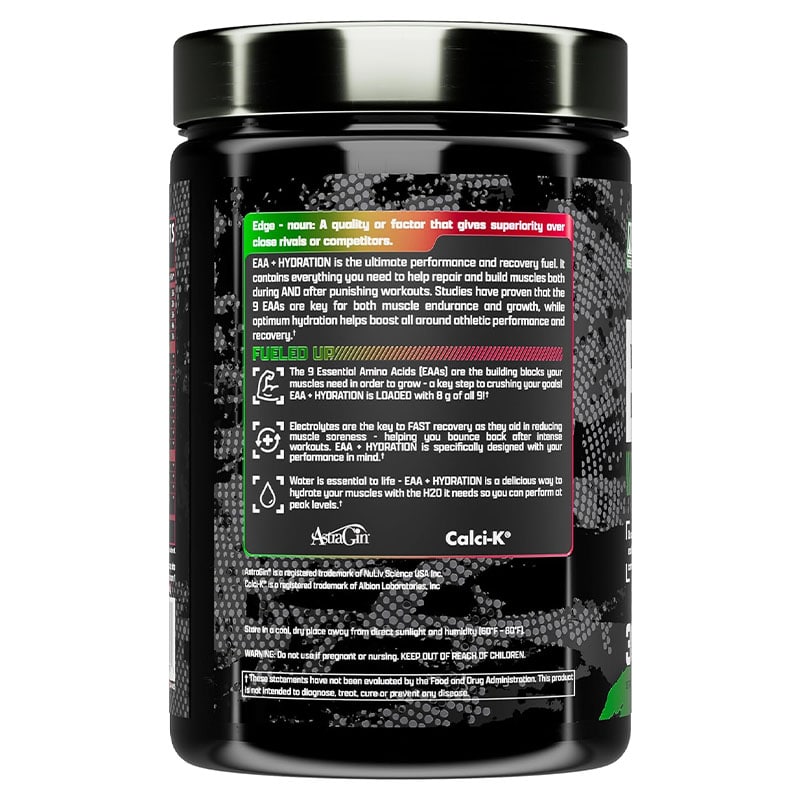 Edge - noun: A quality or factor that gives superiority over
close rivals or competitors.
EAA + HYDRATION is the ultimate performance and recovery fuel. It
contains everything you need to help repair and build muscles both
during AND after punishing workouts. Studies have proven that the
9 EAAs are key for both muscle endurance and growth, while
optimum hydration helps boost all around athletic performance and
recovery.†
FUELED UP
The 9 Essential Amino Acids (EAAs) are the building blocks your
muscles need in order to grow - a key step to crushing your goals!
EAA + HYDRATION is LOADED with 8 g of all 9!†
Electrolytes are the key to FAST recovery as they aid in reducing
muscle soreness - helping you bounce back after intense
workouts. EAA + HYDRATION is specifically designed with your
performance in mind.†
Water is essential to life - EAA + HYDRATION is a delicious way to
hydrate your muscles with the H2O it needs so you can perform at
peak levels.†
AstraGin® Calci-K®
AstraGin® is a registered trademark of NuLiv Science USA Inc.
Calci-K® is a registered trademark of Albion Laboratories, Inc
Store in a cool, dry place away from direct sunlight and humidity (60°F - 80°F).
WARNING: Do not use if pregnant or nursing. KEEP OUT OF REACH OF CHILDREN.
† These statements have not been evaluated by the Food and Drug Administration. This product
is not intended to diagnose, treat, cure or prevent any disease.